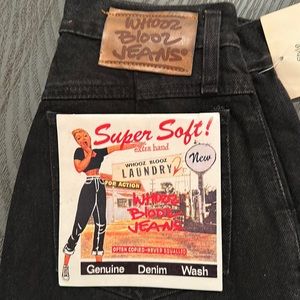 WHOOZ
BLOOZ
JEANS
Super Soft!
extra hand
New
WHOOZ BLOOZ
LAUNDRY
FOR ACTION
WHOOZ
BLOOZ
JEANS
OFTEN COPIED-NEVER EQUALLED
Genuine Denim Wash